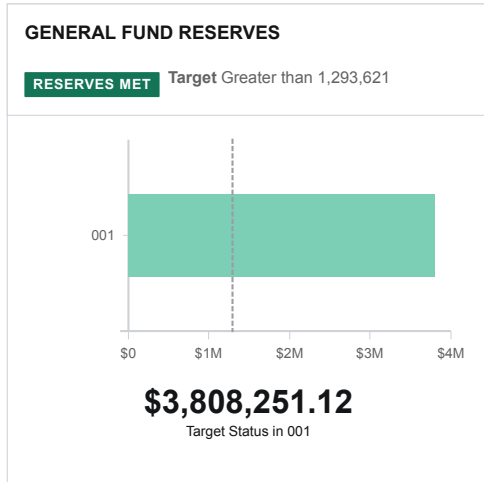 GENERAL FUND RESERVES
RESERVES MET Target Greater than 1,293,621
001
$0 $1M $2M $3M $4M
$3,808,251.12
Target Status in 001